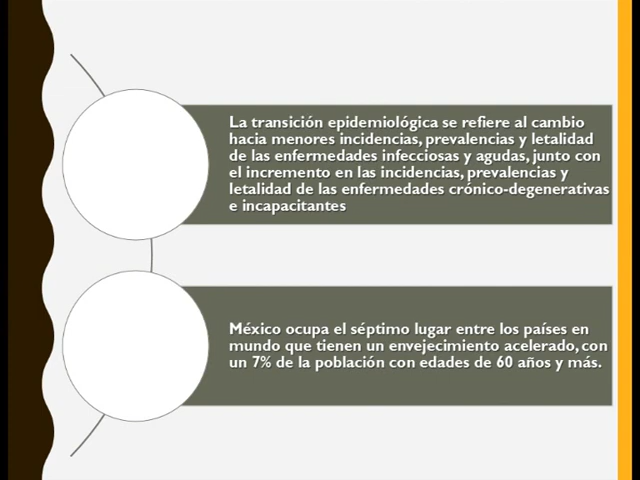 La transición epidemiológica se refiere al cambio
hacia menores incidencias, prevalencias y letalidad
de las enfermedades infecciosas y agudas, junto con
el incremento en las incidencias, prevalencias y
letalidad de las enfermedades crónico-degenerativas
e incapacitantes
México ocupa el séptimo lugar entre los países en
mundo que tienen un envejecimiento acelerado, con
un 7% de la población con edades de 60 años y más.